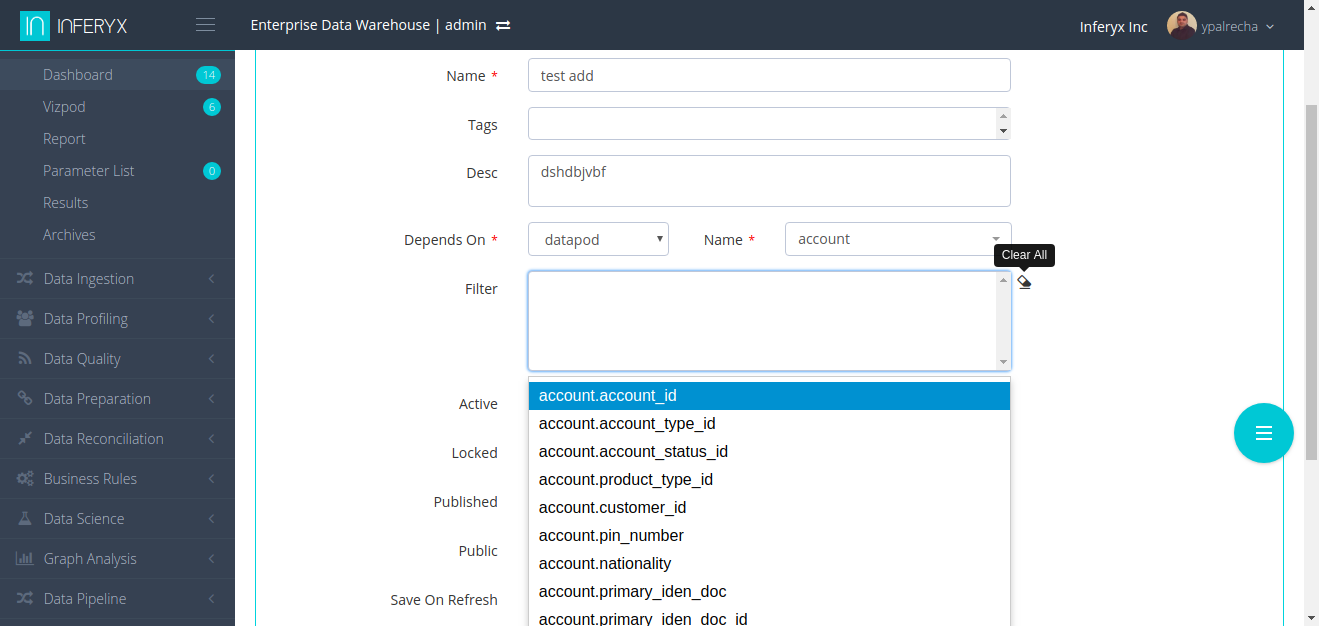 INFERYX
Enterprise Data Warehouse | admin
Inferyx Inc
ypalrecha
Dashboard 14
Vizpod 6
Report
Parameter List 0
Results
Archives
Data Ingestion
Data Profiling
Data Quality
Data Preparation
Data Reconciliation
Business Rules
Data Science
Graph Analysis
Data Pipeline
Name * test add
Tags
Desc dshdbjvbf
Depends On * datapod Name * account
Clear All
Filter
account.account_id
account.account_type_id
account.account_status_id
account.product_type_id
account.customer_id
account.pin_number
account.nationality
account.primary_iden_doc
account.primary_iden_doc_id
Active
Locked
Published
Public
Save On Refresh